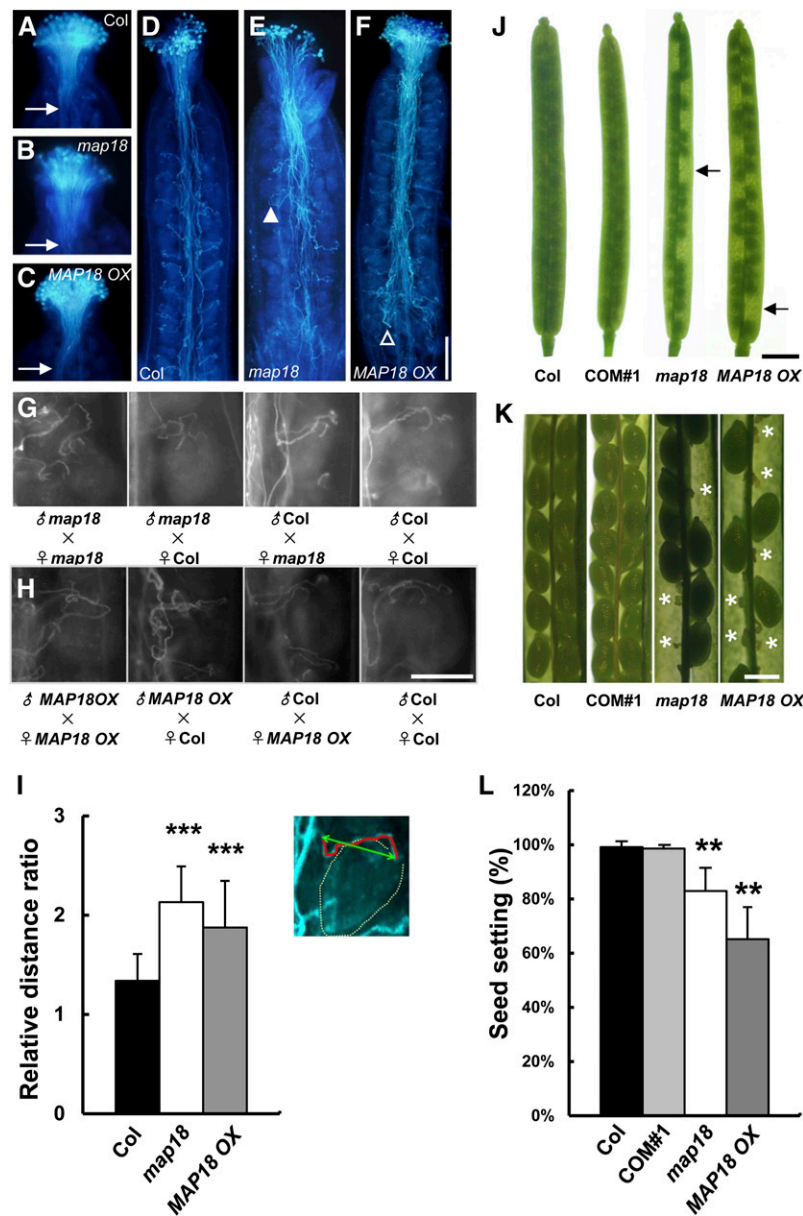 A
Col
B
map18
C
MAP18 OX
D
Col
E
map18
F
MAP18 OX
G
♂map18 × ♀map18
♂map18 × ♀Col
♂Col × ♀map18
♂Col × ♀Col
H
♂ MAP18OX × ♀MAP18 OX
♂MAP18 OX × ♀Col
♂Col × ♀MAP18 OX
♂Col × ♀Col
I
Relative distance ratio
3
2
1
0
***
***
Col
map18
MAP18 OX
J
Col
COM#1
map18
MAP18 OX
K
*
*
*
*
*
*
*
*
*
Col
COM#1
map18
MAP18 OX
L
Seed setting (%)
120%
100%
80%
60%
40%
20%
0%
**
**
Col
COM#1
map18
MAP18 OX